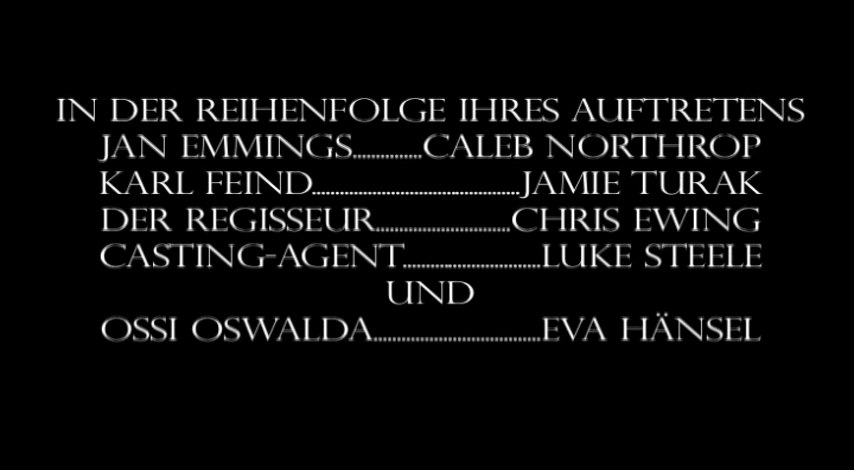 IN DER REIHENFOLGE IHRES AUFTRETENS
JAN EMMINGS...............CALEB NORTHROP
KARL FEIND.............................................JAMIE TURAK
DER REGISSEUR.............................CHRIS EWING
CASTING-AGENT..............................LUKE STEELE
UND
OSSI OSWALDA....................................EVA HÄNSEL